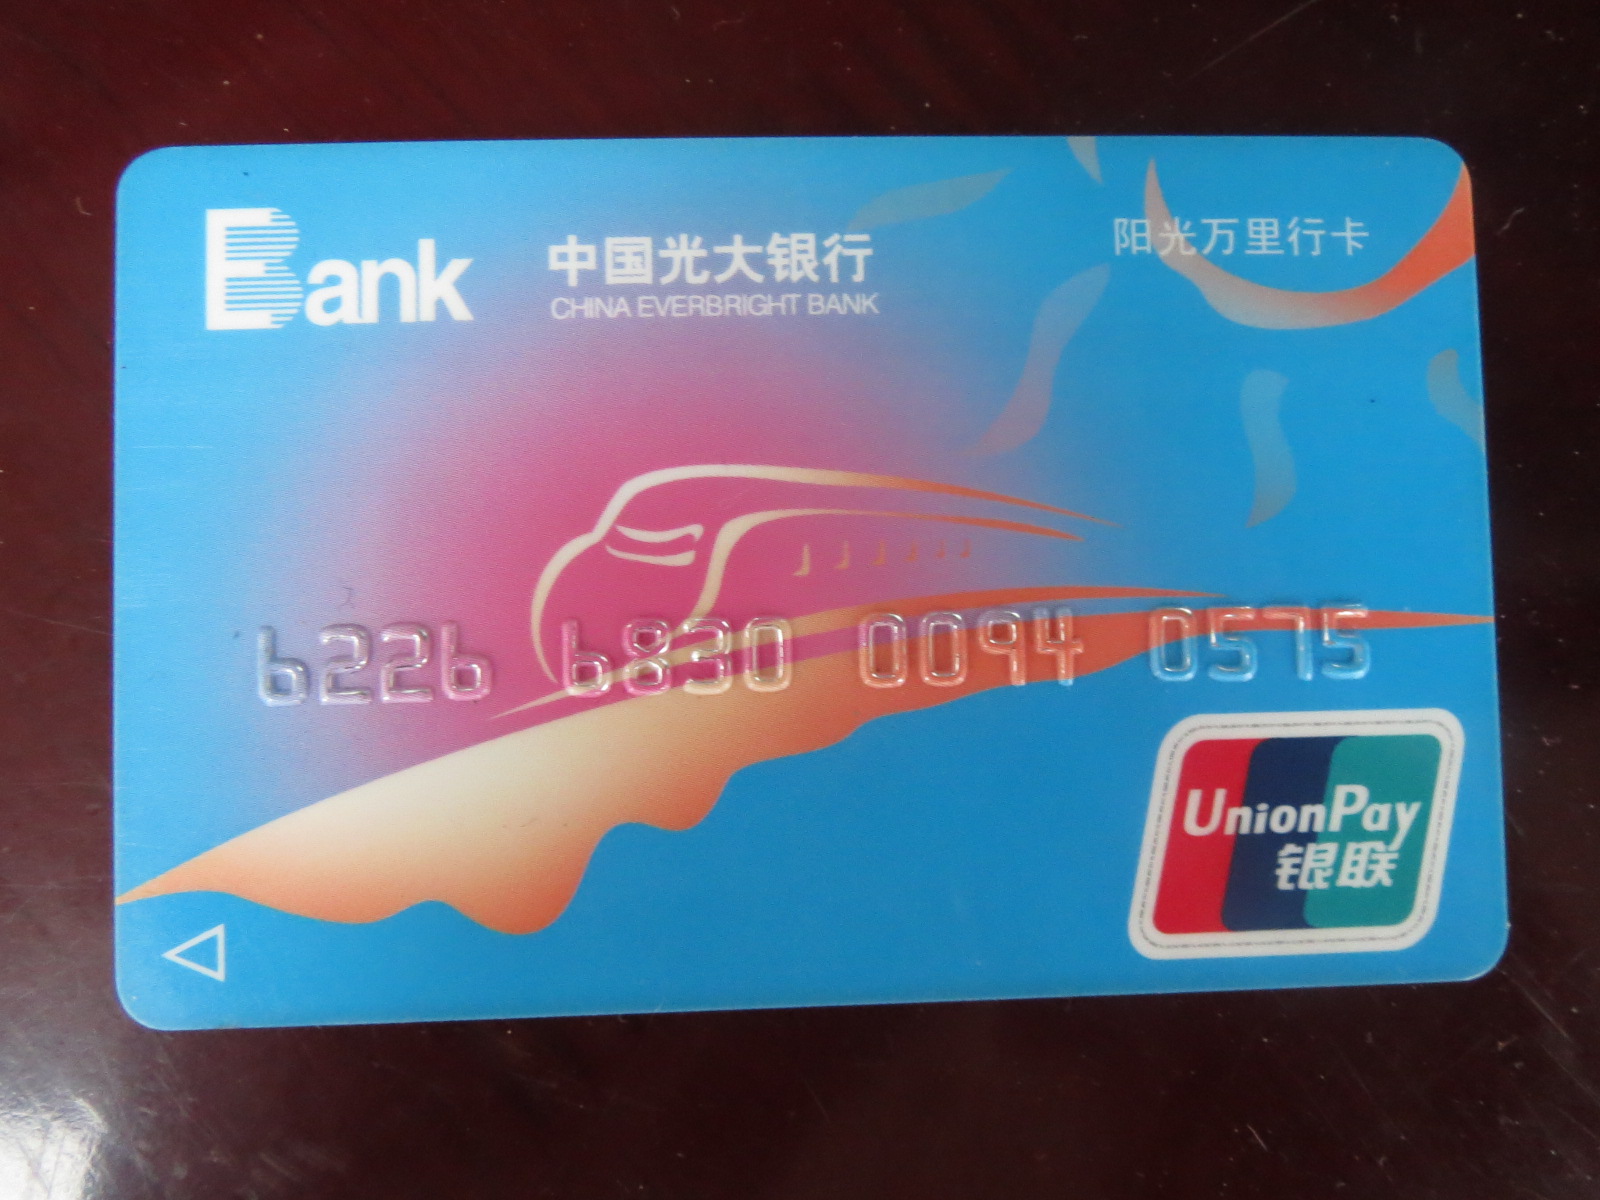 Bank
中国光大银行
CHINA EVERBRIGHT BANK
阳光万里行卡
6226 6830 0094 0575
UnionPay
银联